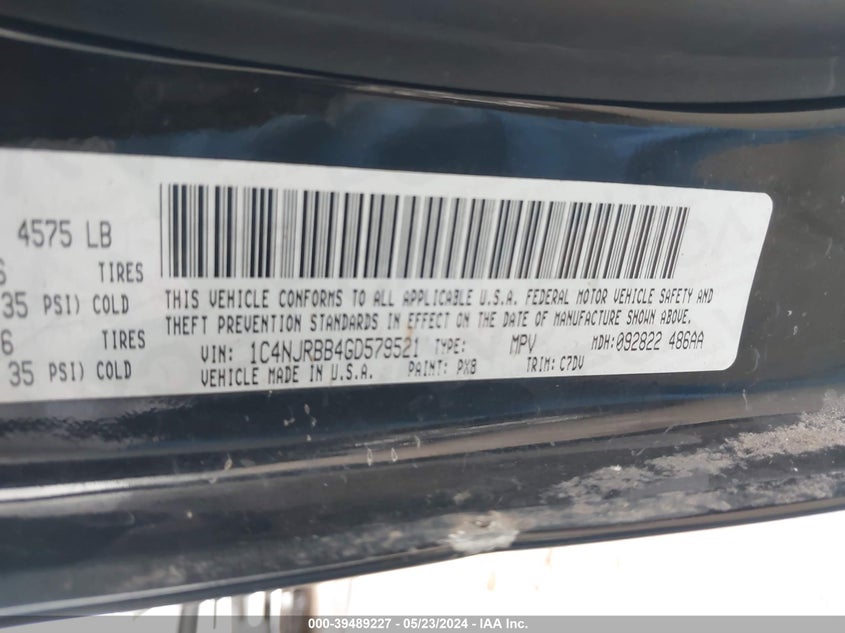 4575 LB
TIRES
35 PSI) COLD
6 TIRES
35 PSI) COLD
THIS VEHICLE CONFORMS TO ALL APPLICABLE U.S.A. FEDERAL MOTOR VEHICLE SAFETY AND
THEFT PREVENTION STANDARDS IN EFFECT ON THE DATE OF MANUFACTURE SHOWN ABOVE.
VIN: 1C4NJRBB4GD579521 TYPE: MPV MDH: 092822 486AA
VEHICLE MADE IN U.S.A. PAINT: PX8 TRIM: C7DV
000-39489227 - 05/23/2024 - IAA Inc.